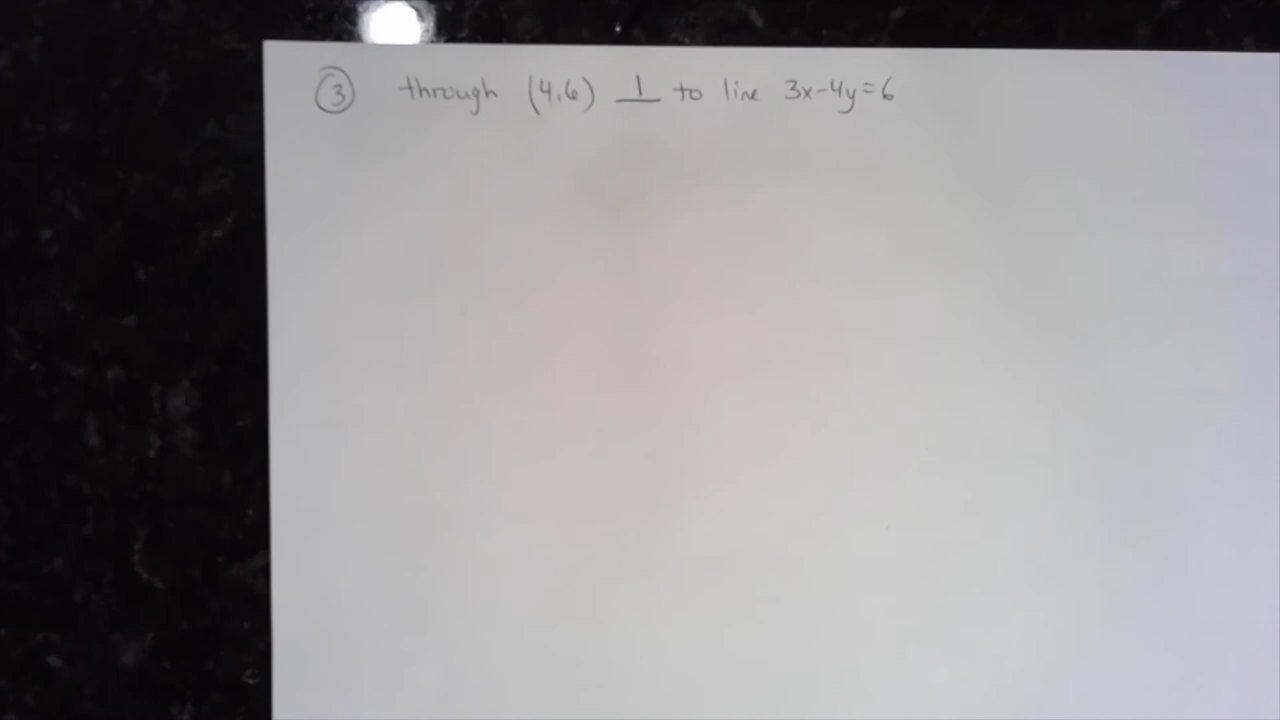 ③ through (4,6) ⊥ to line 3x-4y=6